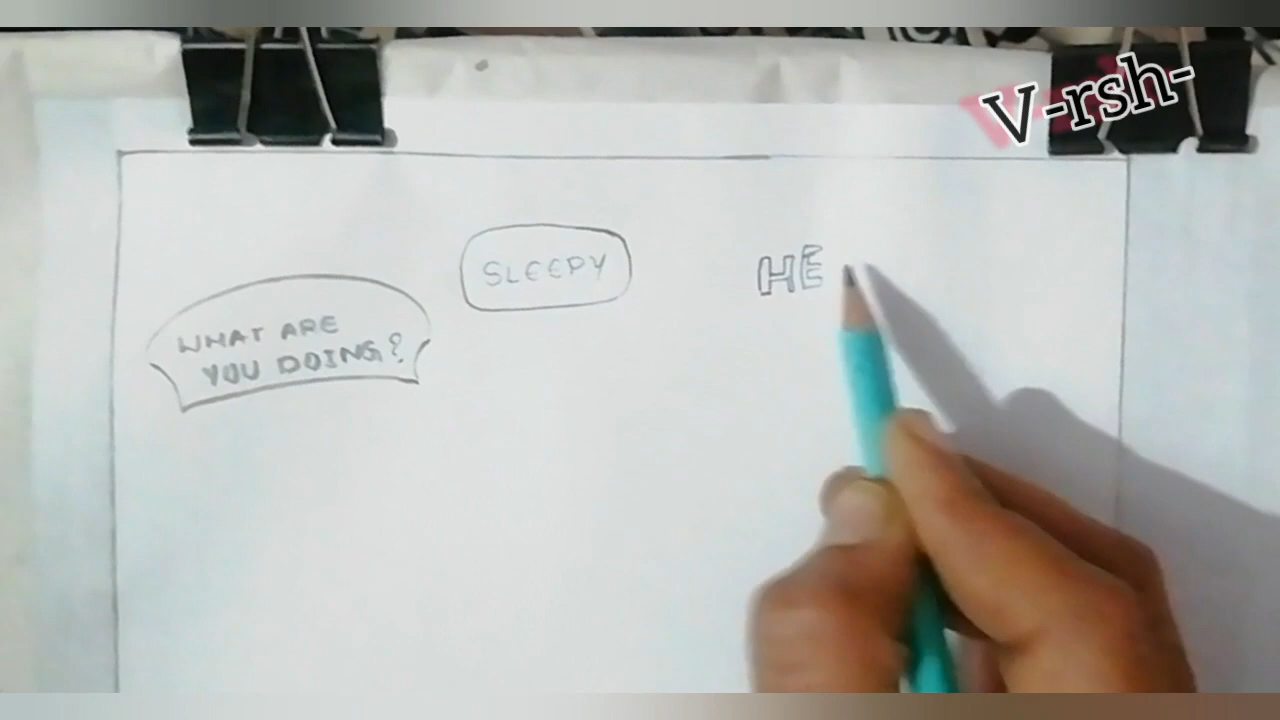 V-rsh-
SLEEPY
HE
WHAT ARE
YOU DOING?